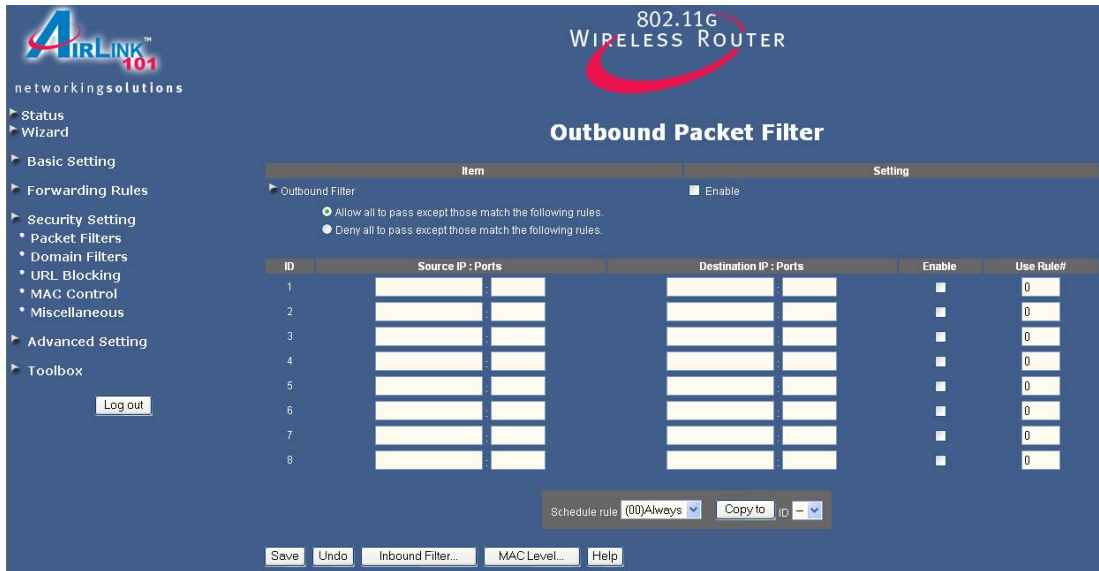 AIRLINK™
101
networkingsolutions
802.11G
WIRELESS ROUTER
Status
Wizard
Basic Setting
Forwarding Rules
Security Setting
Packet Filters
Domain Filters
URL Blocking
MAC Control
Miscellaneous
Advanced Setting
Toolbox
Log out
Outbound Packet Filter
Item Setting
Outbound Filter Enable
Allow all to pass except those match the following rules.
Deny all to pass except those match the following rules.
ID Source IP : Ports Destination IP : Ports Enable Use Rule#
1 : : 0
2 : : 0
3 : : 0
4 : : 0
5 : : 0
6 : : 0
7 : : 0
8 : : 0
Schedule rule (00)Always Copy to ID --
Save Undo Inbound Filter... MAC Level... Help